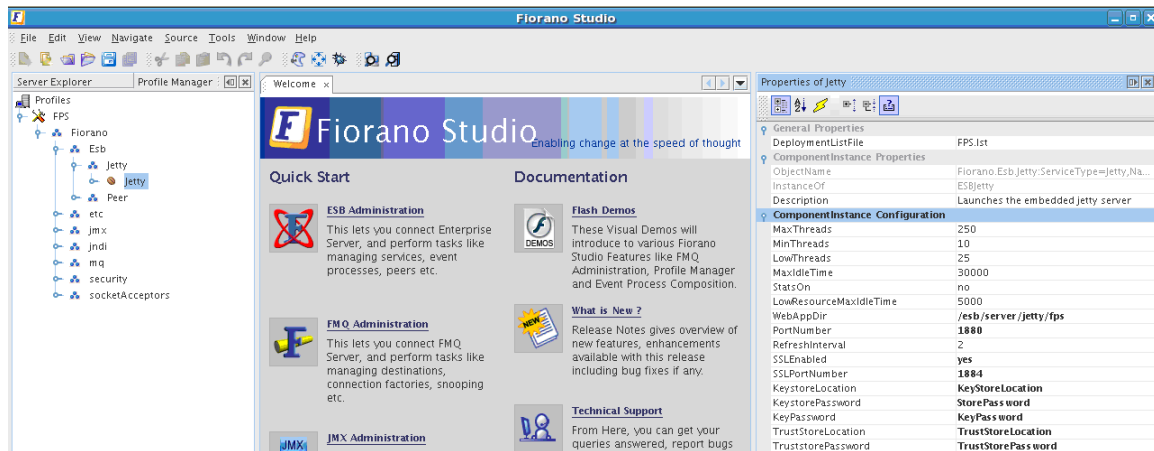 Fiorano Studio
File Edit View Navigate Source Tools Window Help
Server Explorer Profile Manager
Profiles
FPS
Fiorano
Esb
Jetty
Jetty
Peer
etc
jmx
jndi
mq
security
socketAcceptors
Welcome
Fiorano Studio
Enabling change at the speed of thought
Quick Start
ESB Administration
This lets you connect Enterprise
Server, and perform tasks like
managing services, event
processes, peers etc.
FMQ Administration
This lets you connect FMQ
Server, and perform tasks like
managing destinations,
connection factories, snooping
etc.
JMX
JMX Administration
Documentation
DEMOS
Flash Demos
These Visual Demos will
introduce to various Fiorano
Studio Features like FMQ
Administration, Profile Manager
and Event Process Composition.
NEW
What is New ?
Release Notes gives overview of
new features, enhancements
available with this release
including bug fixes if any.
Technical Support
From Here, you can get your
queries answered, report bugs
Properties of Jetty
General Properties
DeploymentListFile FPS.lst
ComponentInstance Properties
ObjectName Fiorano.Esb.Jetty:ServiceType=Jetty,Na...
InstanceOf ESBJetty
Description Launches the embedded jetty server
ComponentInstance Configuration
MaxThreads 250
MinThreads 10
LowThreads 25
MaxIdleTime 30000
StatsOn no
LowResourceMaxIdleTime 5000
WebAppDir /esb/server/jetty/fps
PortNumber 1880
RefreshInterval 2
SSLEnabled yes
SSLPortNumber 1884
KeystoreLocation KeyStoreLocation
KeystorePassword StorePassword
KeyPassword KeyPassword
TrustStoreLocation TrustStoreLocation
TruststorePassword TrustStorePassword